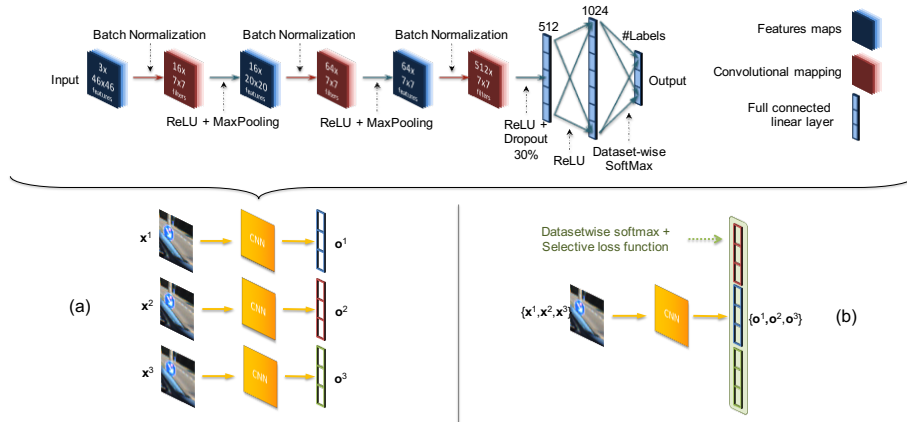 1024
512
#Labels
Batch Normalization
Batch Normalization
Batch Normalization
Input
3x
46x46
features
16x
7x7
filters
16x
20x20
features
64x
7x7
filters
64x
7x7
features
512x
7x7
filters
Output
ReLU + MaxPooling
ReLU + MaxPooling
ReLU +
Dropout
30%
ReLU
Dataset-wise
SoftMax
Features maps
Convolutional mapping
Full connected
linear layer
x1
CNN
o1
(a)
x2
CNN
o2
x3
CNN
o3
Datasetwise softmax +
Selective loss function
{x1,x2,x3}
CNN
{o1,o2,o3}
(b)